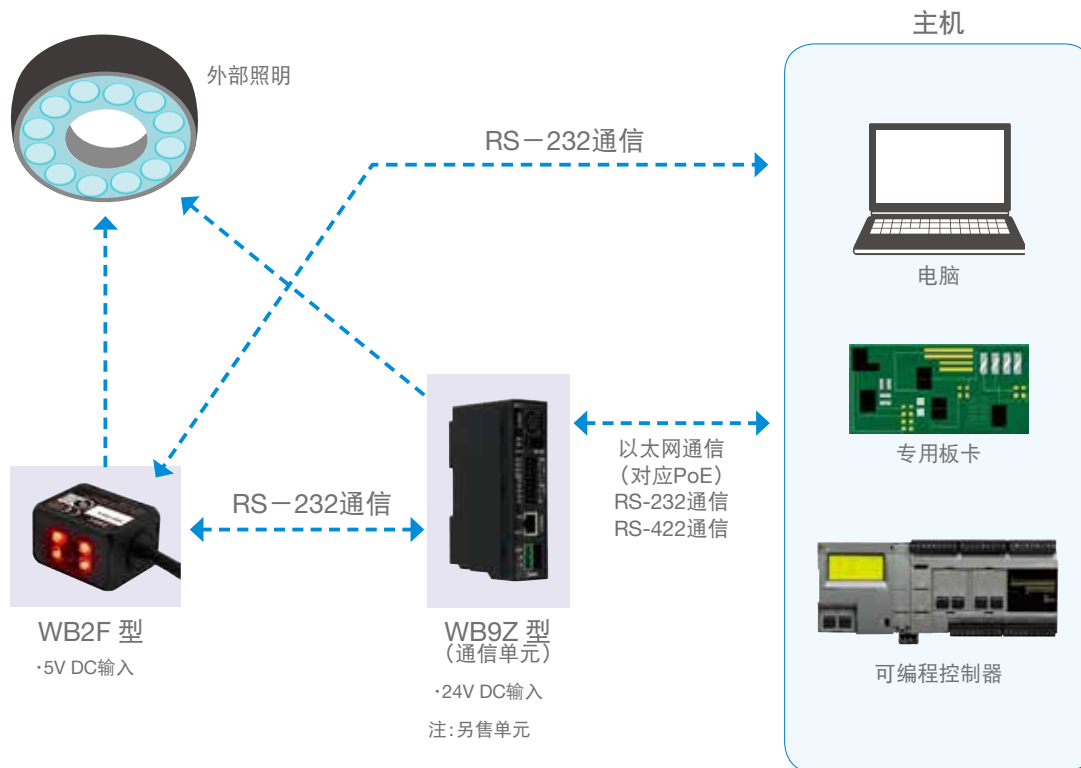 主机
外部照明
RS－232通信
电脑
专用板卡
以太网通信
（对应PoE）
RS-232通信
RS-422通信
RS－232通信
WB2F 型
·5V DC输入
WB9Z 型
（通信单元）
·24V DC输入
注：另售单元
可编程控制器